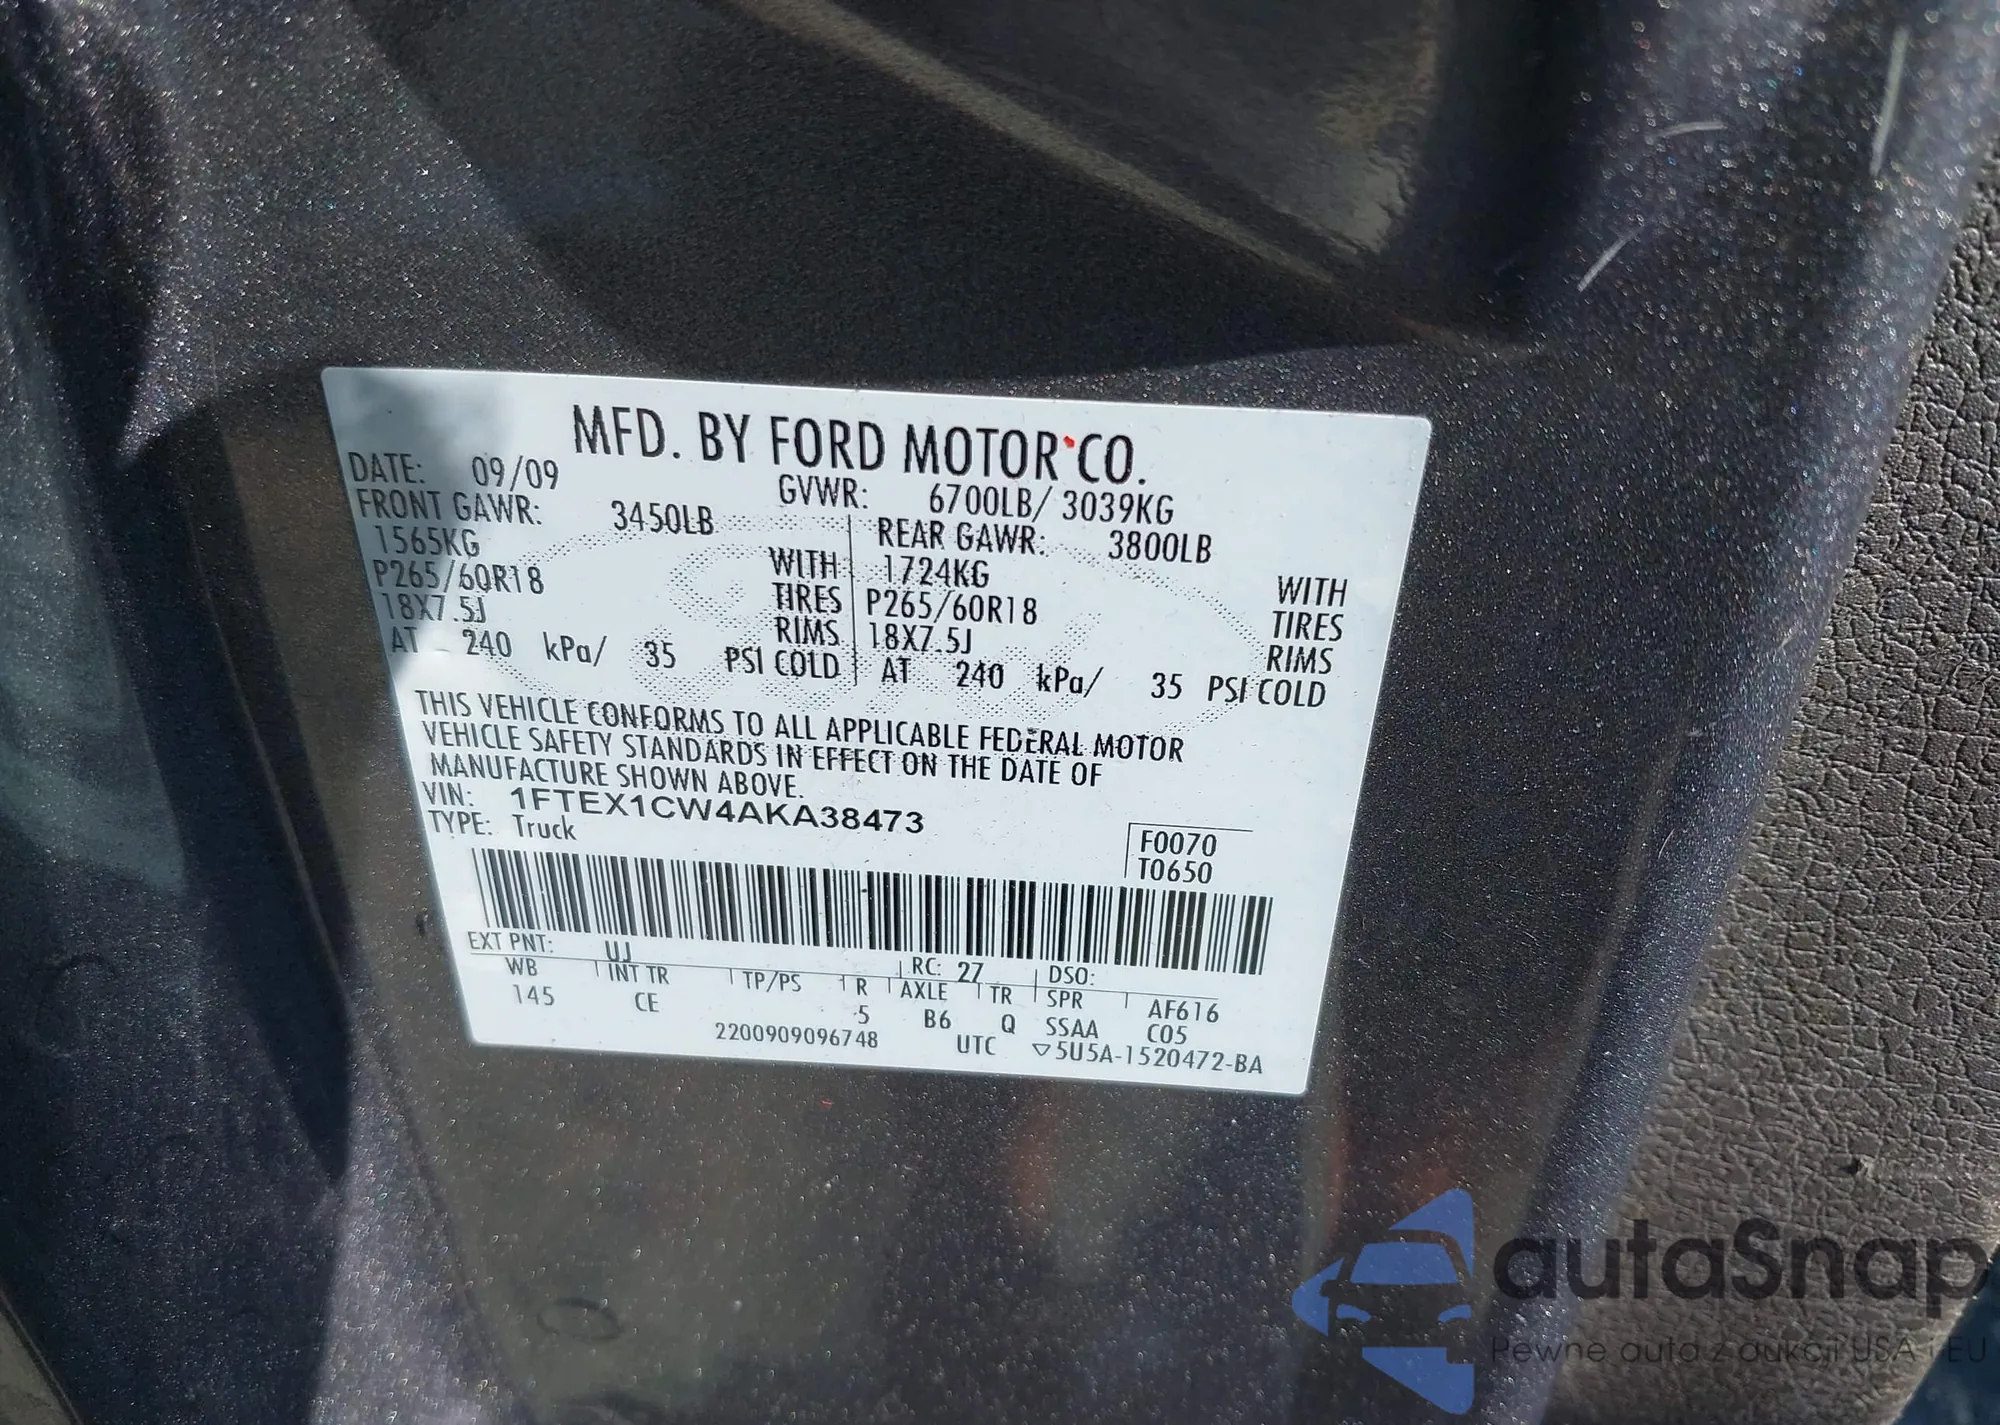 MFD. BY FORD MOTOR CO.
DATE: 09/09 GVWR: 6700LB/ 3039KG
FRONT GAWR: 3450LB REAR GAWR: 3800LB
1565KG WITH 1724KG WITH
P265/60R18 TIRES P265/60R18 TIRES
18X7.5J RIMS 18X7.5J RIMS
AT 240 kPa/ 35 PSI COLD AT 240 kPa/ 35 PSI COLD
THIS VEHICLE CONFORMS TO ALL APPLICABLE FEDERAL MOTOR
VEHICLE SAFETY STANDARDS IN EFFECT ON THE DATE OF
MANUFACTURE SHOWN ABOVE.
VIN: 1FTEX1CW4AKA38473
TYPE: Truck
F0070
T0650
EXT PNT: UJ RC: 27 DSO:
WB INT TR TP/PS R AXLE TR SPR AF616
145 CE 5 B6 Q SSAA C05
2200909096748 UTC ▽5U5A-1520472-BA
autaSnap
Pewne auta z aukcji USA i EU